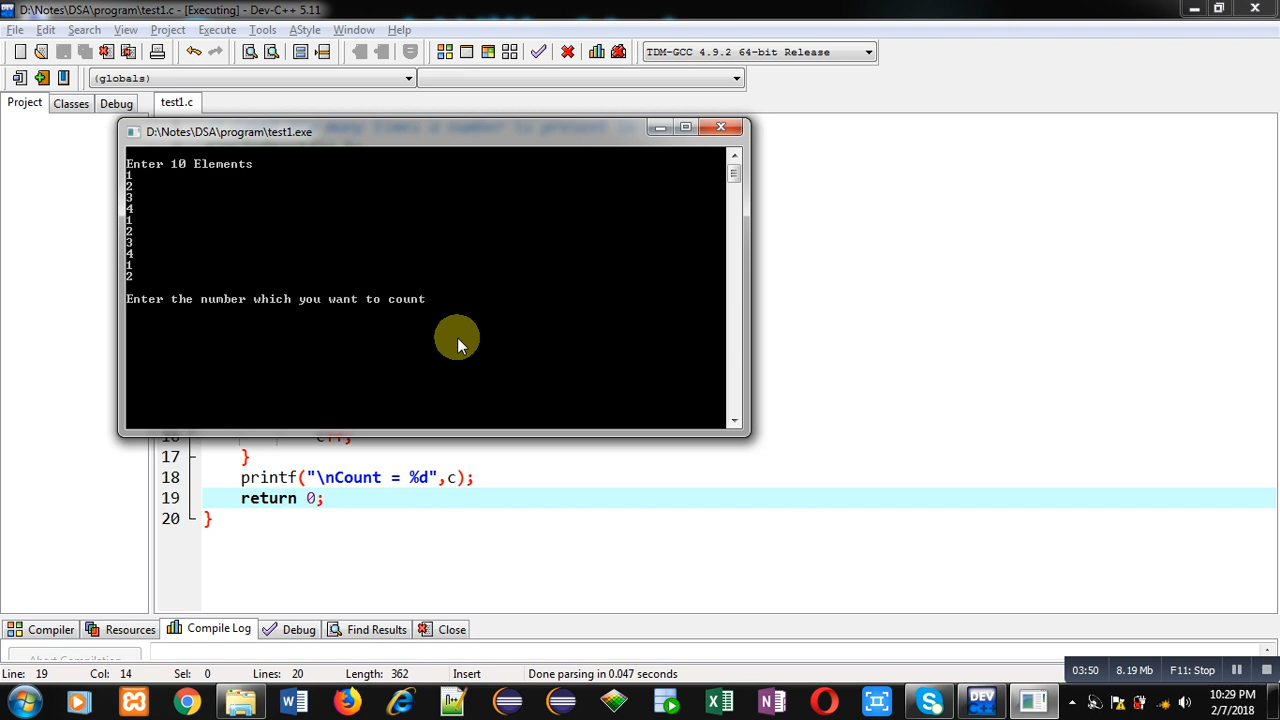 D:\Notes\DSA\program\test1.c - [Executing] - Dev-C++ 5.11
File Edit Search View Project Execute Tools AStyle Window Help
TDM-GCC 4.9.2 64-bit Release
(globals)
Project Classes Debug test1.c
D:\Notes\DSA\program\test1.exe
Enter 10 Elements
1
2
3
4
1
2
3
4
1
2
Enter the number which you want to count
17 }
18 printf("\nCount = %d",c);
19 return 0;
20 }
Compiler Resources Compile Log Debug Find Results Close
Abort Compilation
Line: 19 Col: 14 Sel: 0 Lines: 20 Length: 362 Insert Done parsing in 0.047 seconds
03:50 8.19 Mb F11: Stop
DEV
10:29 PM
2/7/2018